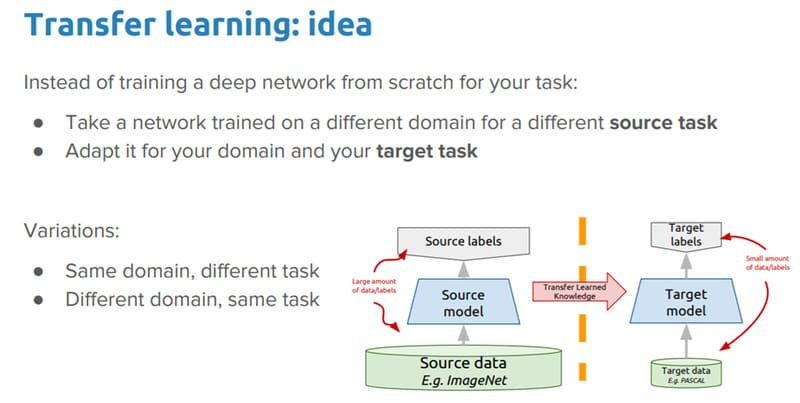 Transfer learning: idea
Instead of training a deep network from scratch for your task:
● Take a network trained on a different domain for a different source task
● Adapt it for your domain and your target task
Variations:
● Same domain, different task
● Different domain, same task
Source labels
Large amount
of data/labels
Source
model
Source data
E.g. ImageNet
Transfer Learned
Knowledge
Target
labels
Small amount
of data/labels
Target
model
Target data
E.g. PASCAL